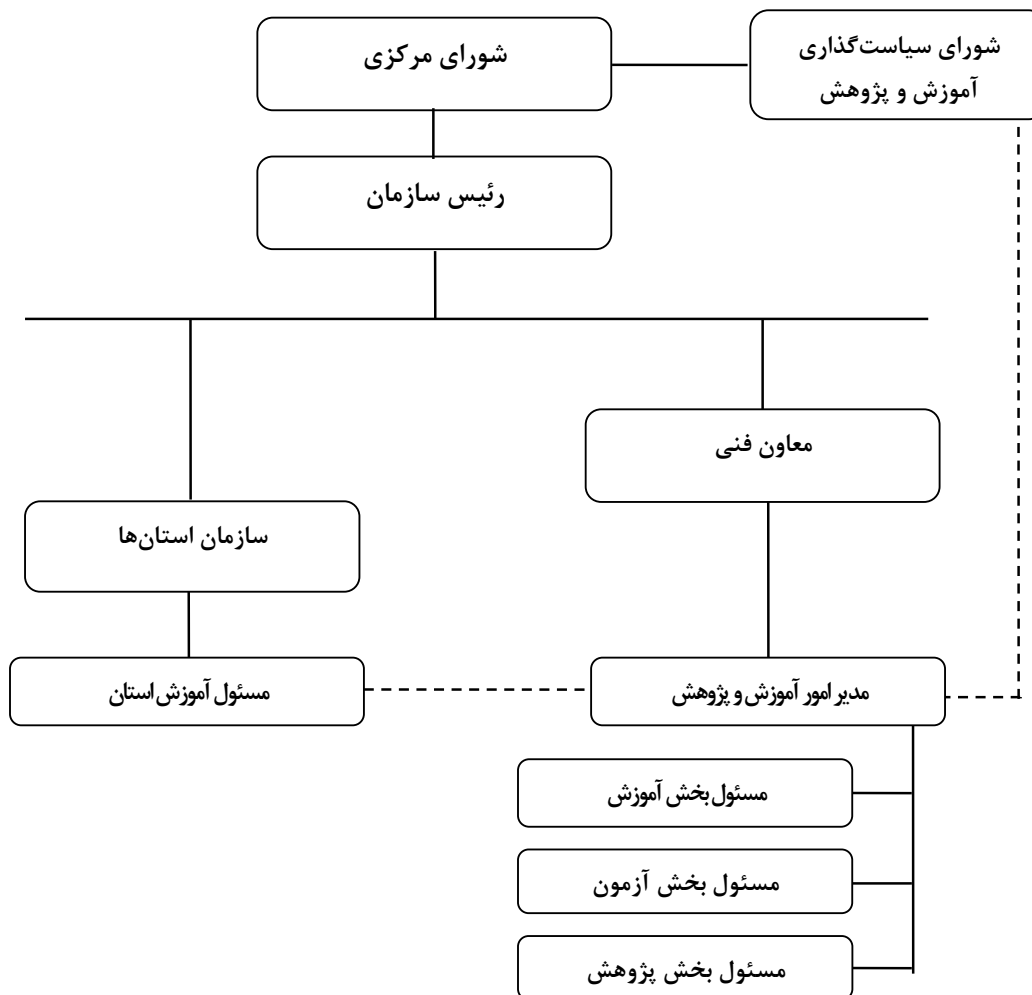 شورای مرکزی
شورای سیاست‌گذاری
آموزش و پژوهش
رئیس سازمان
معاون فنی
سازمان استان‌ها
مدیر امور آموزش و پژوهش
مسئول آموزش استان
مسئول بخش آموزش
مسئول بخش آزمون
مسئول بخش پژوهش